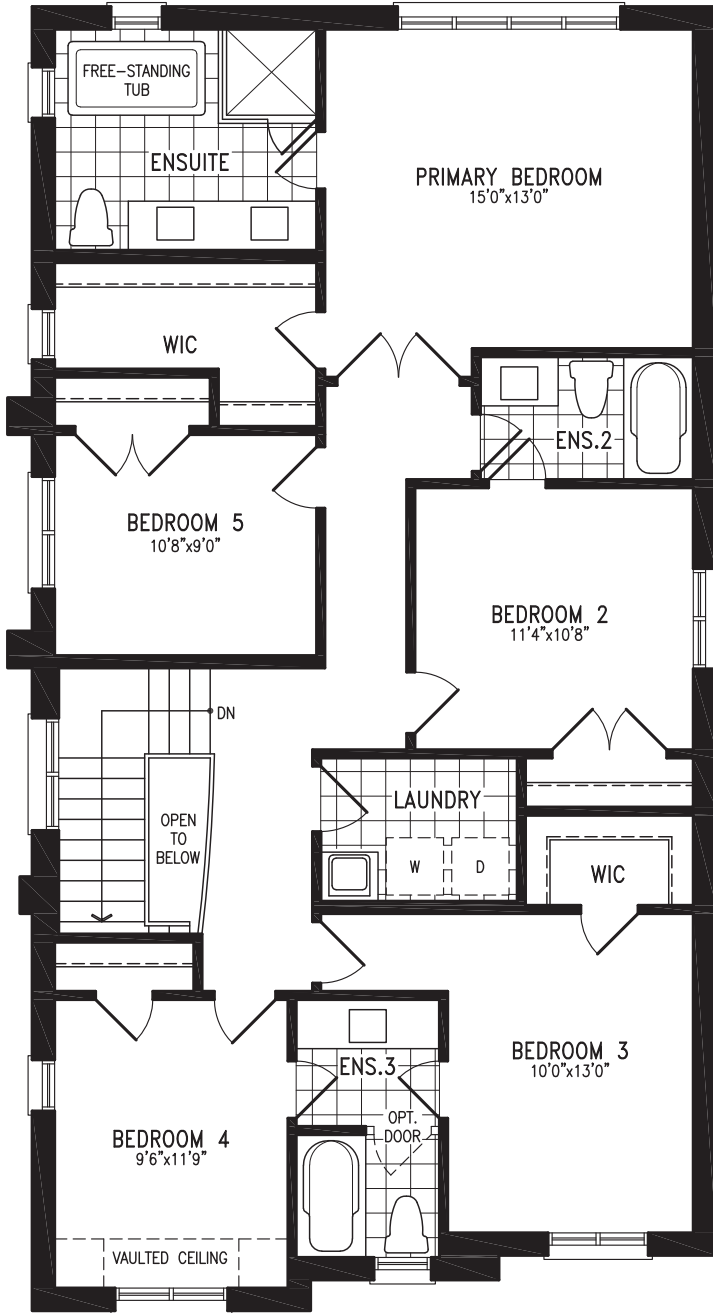 FREE-STANDING
TUB
ENSUITE
PRIMARY BEDROOM
15'0"x13'0"
WIC
ENS.2
BEDROOM 5
10'8"x9'0"
BEDROOM 2
11'4"x10'8"
DN
LAUNDRY
OPEN
TO
BELOW
W
D
WIC
BEDROOM 3
10'0"x13'0"
ENS.3
OPT.
DOOR
BEDROOM 4
9'6"x11'9"
VAULTED CEILING